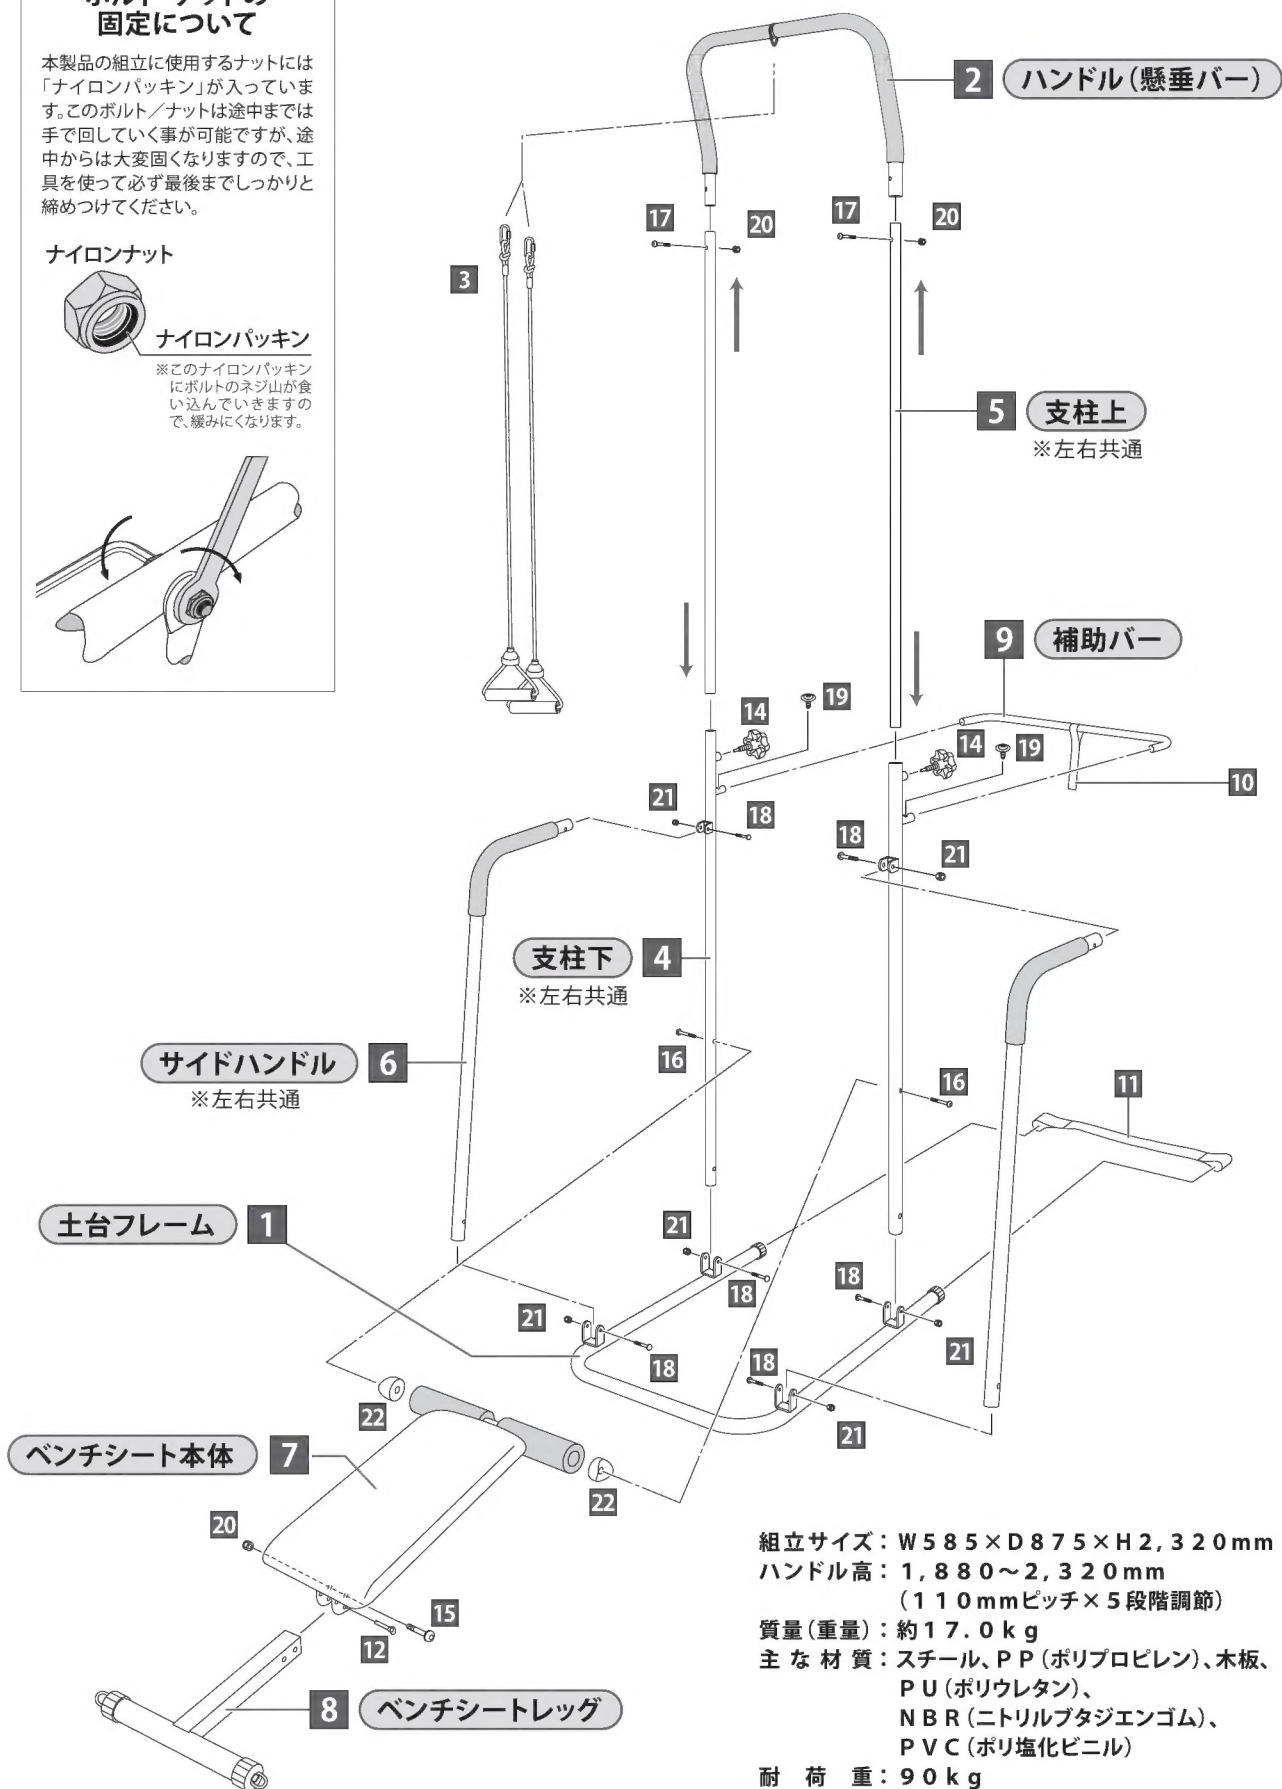 固定について
本製品の組立に使用するナットには
「ナイロンパッキン」が入っていま
す。このボルト／ナットは途中までは
手で回していく事が可能ですが、途
中からは大変固くなりますので、工
具を使って必ず最後までしっかりと
締めつけてください。
ナイロンナット
ナイロンパッキン
※このナイロンパッキン
にボルトのネジ山が食
い込んでいきますの
で、緩みにくなります。
2 ハンドル(懸垂バー)
17
20
17
20
3
5 支柱上
※左右共通
9 補助バー
19
14
14
19
10
21
18
18
21
支柱下 4
※左右共通
サイドハンドル 6
※左右共通
16
16
11
土台フレーム 1
21
18
18
21
21
18
18
21
22
ベンチシート本体 7
22
20
15
12
8 ベンチシートレッグ
組立サイズ：W585×D875×H2,320mm
ハンドル高：1,880～2,320mm
(110mmピッチ×5段階調節)
質量(重量)：約17.0kg
主な材質：スチール、PP(ポリプロピレン)、木板、
PU(ポリウレタン)、
NBR(ニトリルブタジエンゴム)、
PVC(ポリ塩化ビニル)
耐荷重：90kg